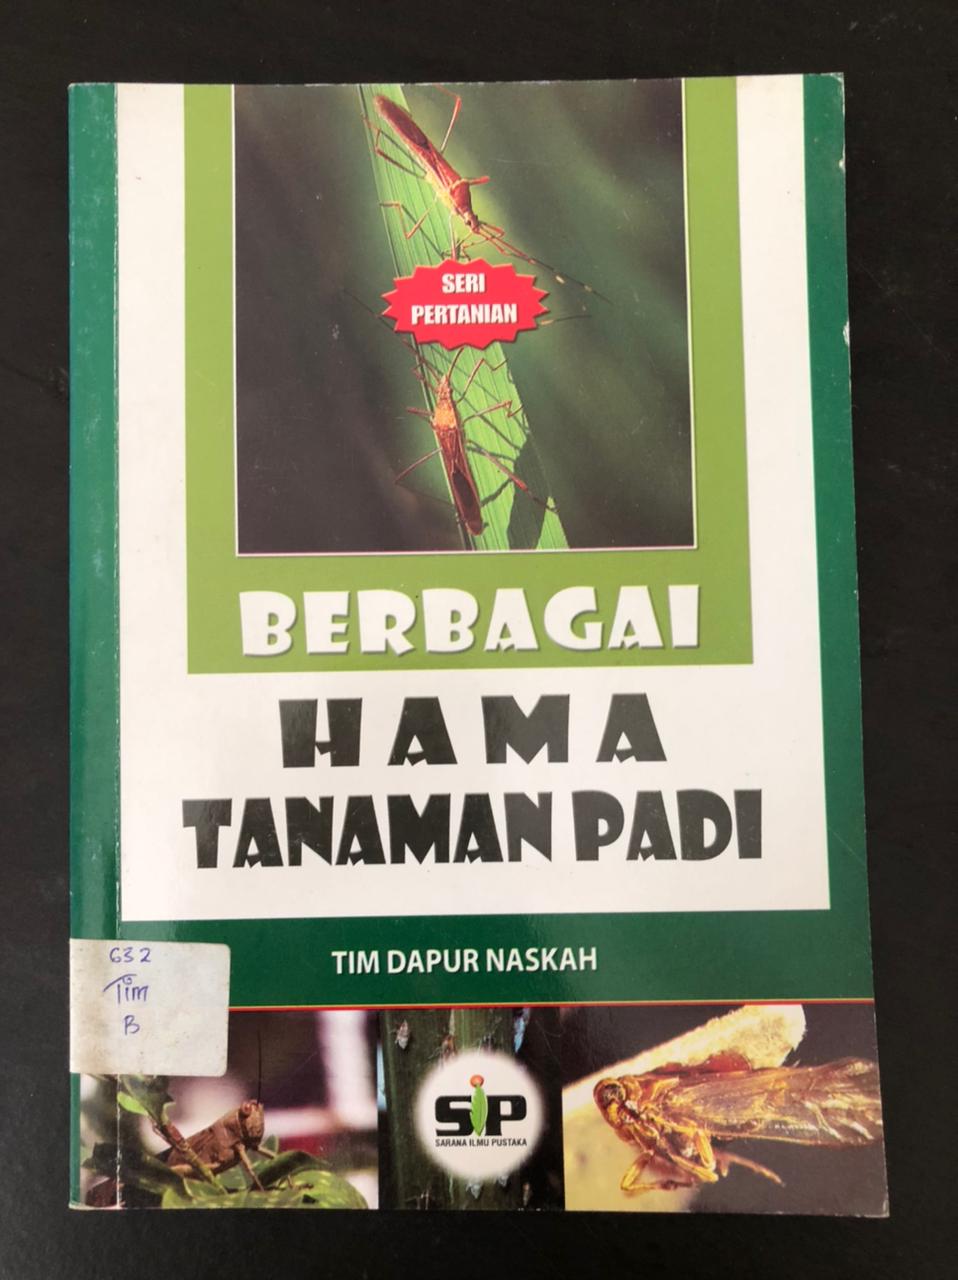 SERI
PERTANIAN
BERBAGAI
HAMA
TANAMAN PADI
TIM DAPUR NASKAH
632
Tim
B
SiP
SARANA ILMU PUSTAKA